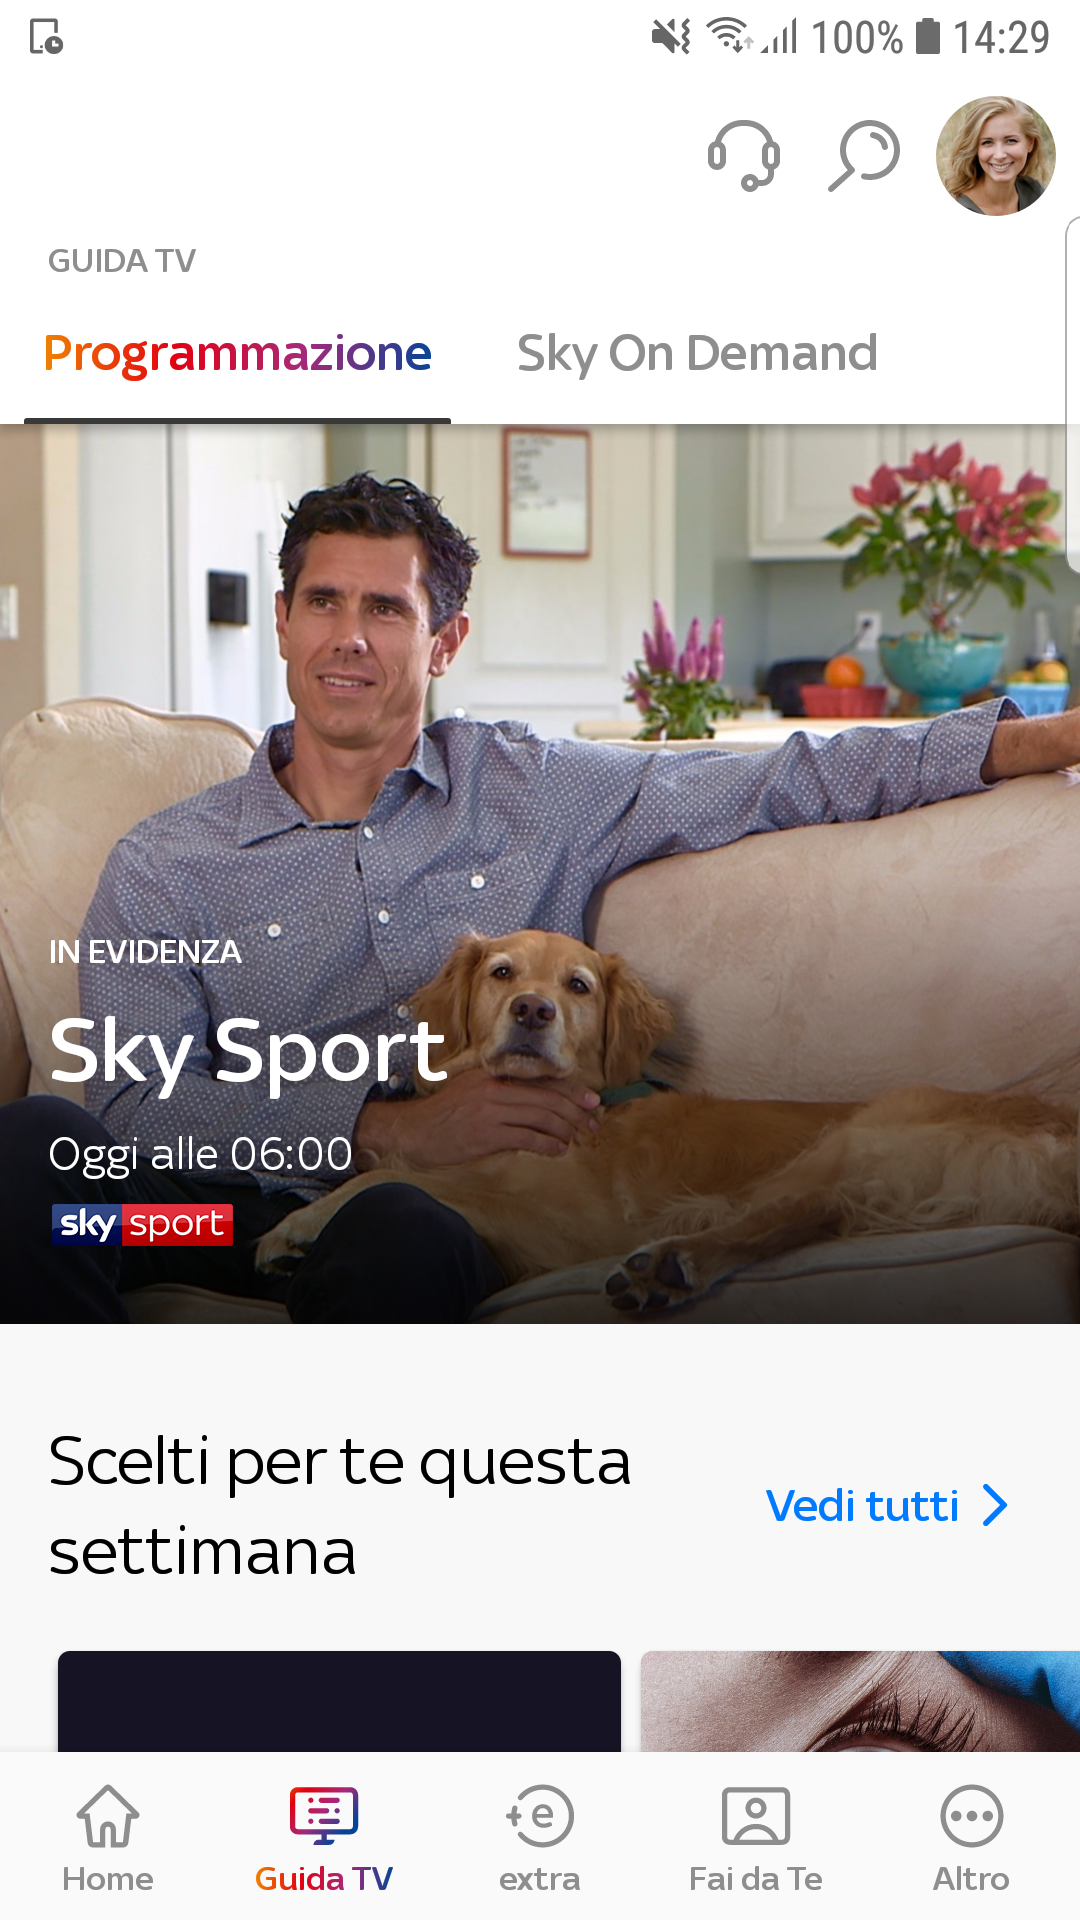 100% 14:29
GUIDA TV
Programmazione Sky On Demand
IN EVIDENZA
Sky Sport
Oggi alle 06:00
sky sport
Scelti per te questa
settimana
Vedi tutti
+e
Home Guida TV extra Fai da Te Altro